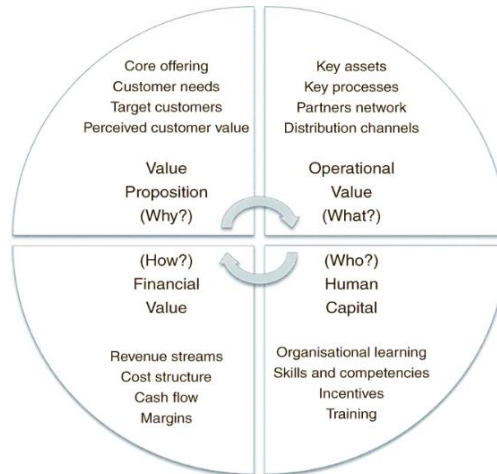 Core offering
Customer needs
Target customers
Perceived customer value
Value
Proposition
(Why?)
Key assets
Key processes
Partners network
Distribution channels
Operational
Value
(What?)
(How?)
Financial
Value
Revenue streams
Cost structure
Cash flow
Margins
(Who?)
Human
Capital
Organisational learning
Skills and competencies
Incentives
Training